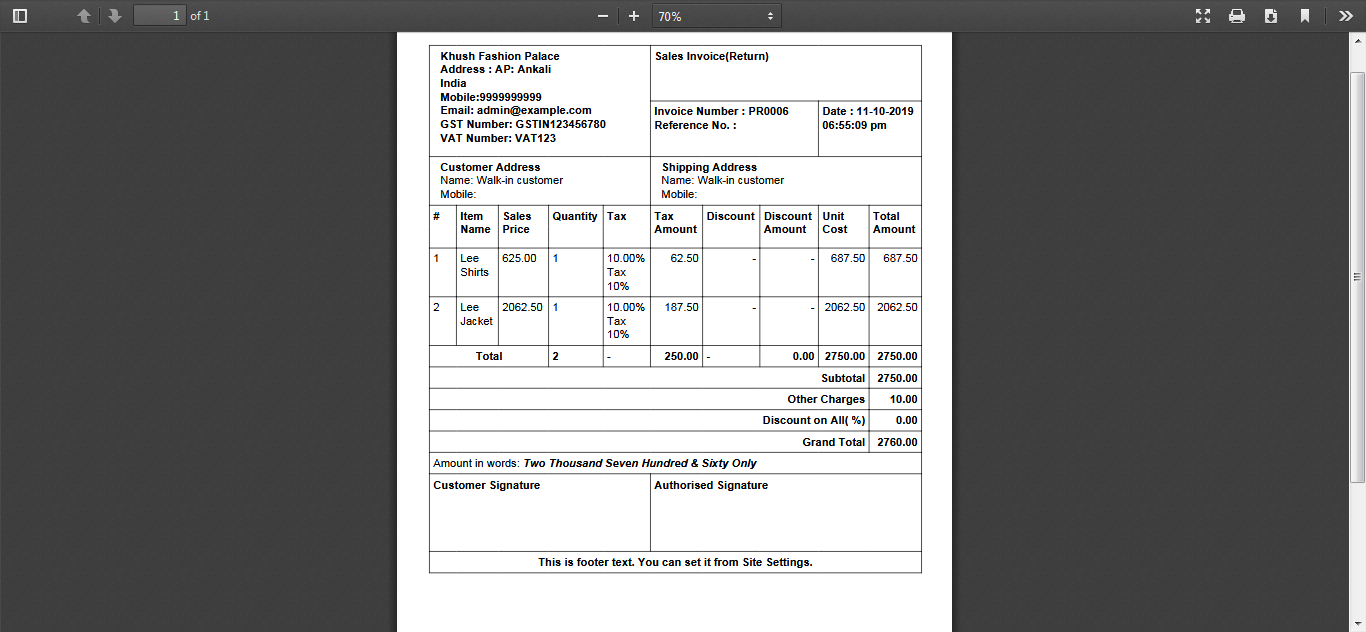 1 of 1
70%
Khush Fashion Palace
Address : AP: Ankali
India
Mobile:9999999999
Email: admin@example.com
GST Number: GSTIN123456780
VAT Number: VAT123
Sales Invoice(Return)
Invoice Number : PR0006
Reference No. :
Date : 11-10-2019
06:55:09 pm
Customer Address
Name: Walk-in customer
Mobile:
Shipping Address
Name: Walk-in customer
Mobile:
# Item Sales Quantity Tax Tax Discount Discount Unit Total
Name Price Amount Amount Cost Amount
1 Lee 625.00 1 10.00% 62.50 - - 687.50 687.50
Shirts Tax
10%
2 Lee 2062.50 1 10.00% 187.50 - - 2062.50 2062.50
Jacket Tax
10%
Total 2 - 250.00 - 0.00 2750.00 2750.00
Subtotal 2750.00
Other Charges 10.00
Discount on All( %) 0.00
Grand Total 2760.00
Amount in words: Two Thousand Seven Hundred & Sixty Only
Customer Signature Authorised Signature
This is footer text. You can set it from Site Settings.